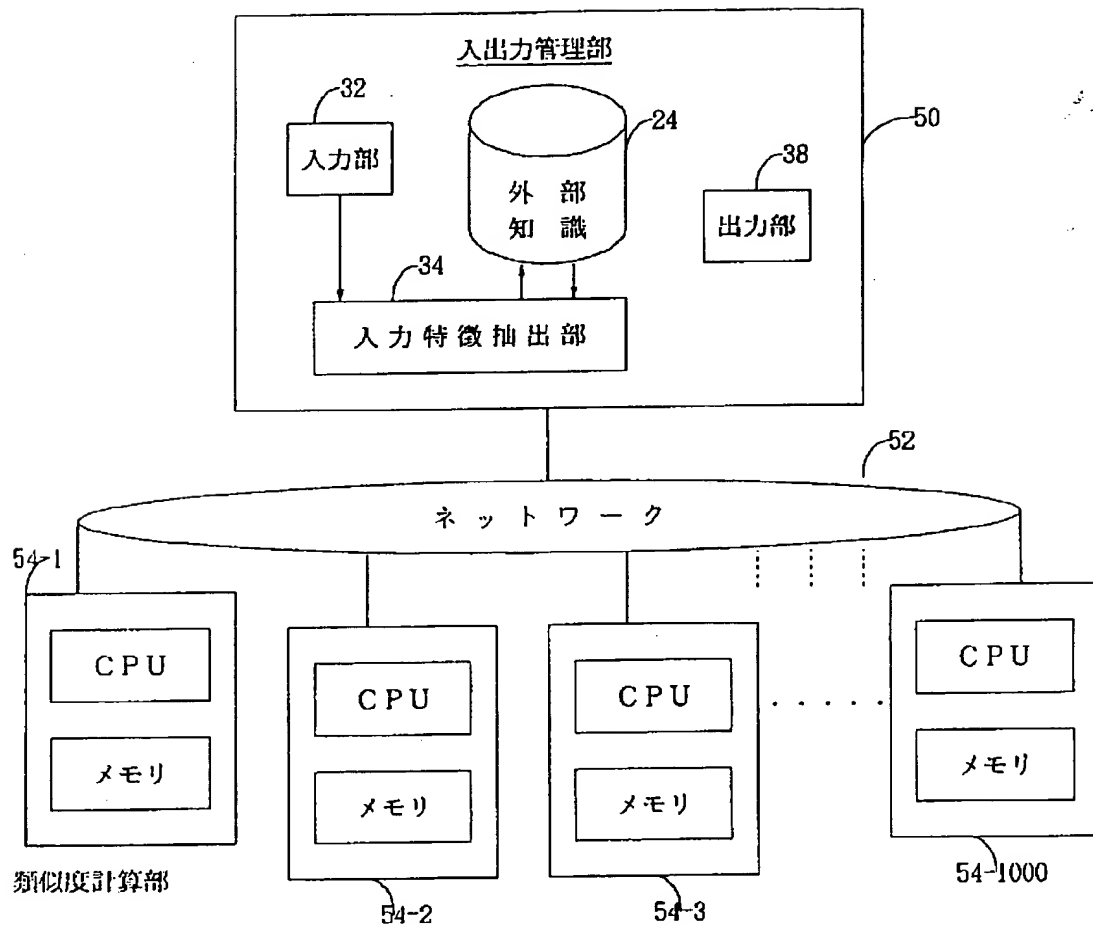 入出力管理部
32
24
50
入力部
38
外部
知識
出力部
34
入力特徴抽出部
52
ネットワーク
54-1
CPU
メモリ
類似度計算部
CPU
メモリ
54-2
CPU
メモリ
54-3
. . . . .
CPU
メモリ
54-1000